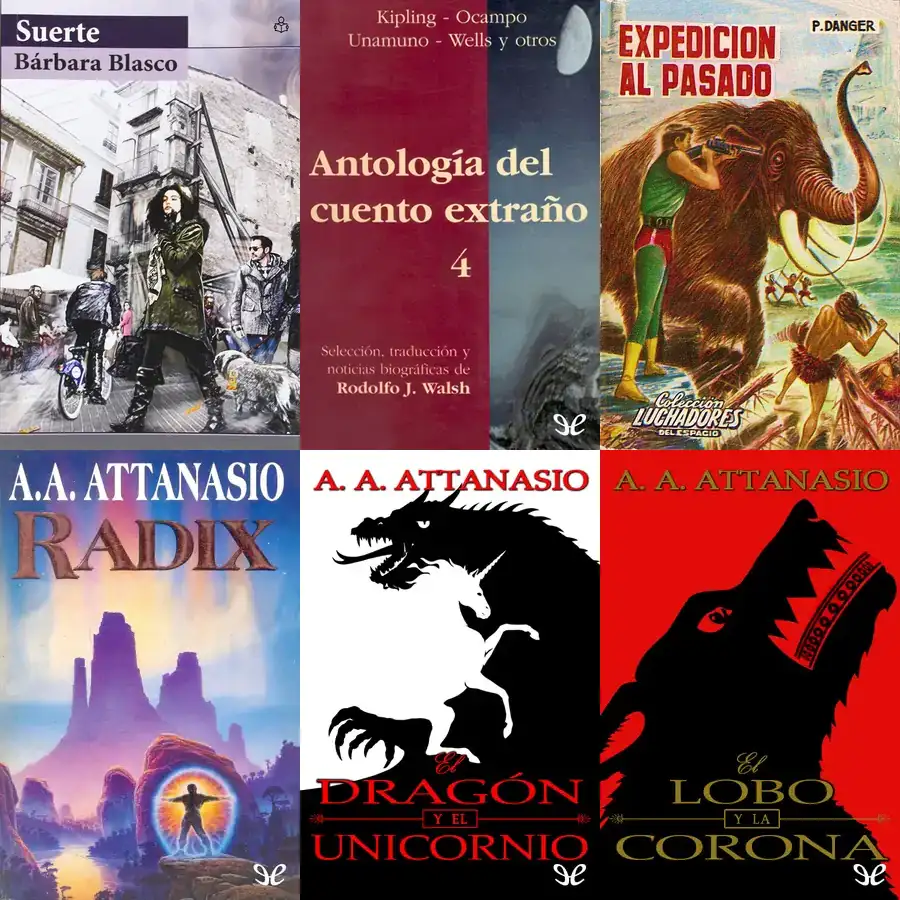 Suerte
Bárbara Blasco
Kipling - Ocampo
Unamuno - Wells y otros
Antología del
cuento extraño
4
Selección, traducción y
noticias biográficas de
Rodolfo J. Walsh
P. DANGER
EXPEDICION
AL PASADO
Colección
LUCHADORES
DEL ESPACIO
A.A. ATTANASIO
RADIX
A. A. ATTANASIO
El
DRAGÓN
Y EL
UNICORNIO
A. A. ATTANASIO
El
LOBO
Y LA
CORONA